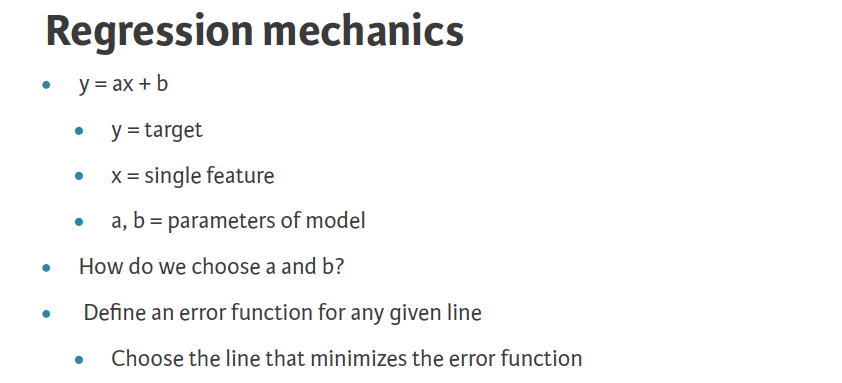 Regression mechanics
• y = ax + b
• y = target
• x = single feature
• a, b = parameters of model
• How do we choose a and b?
• Define an error function for any given line
• Choose the line that minimizes the error function